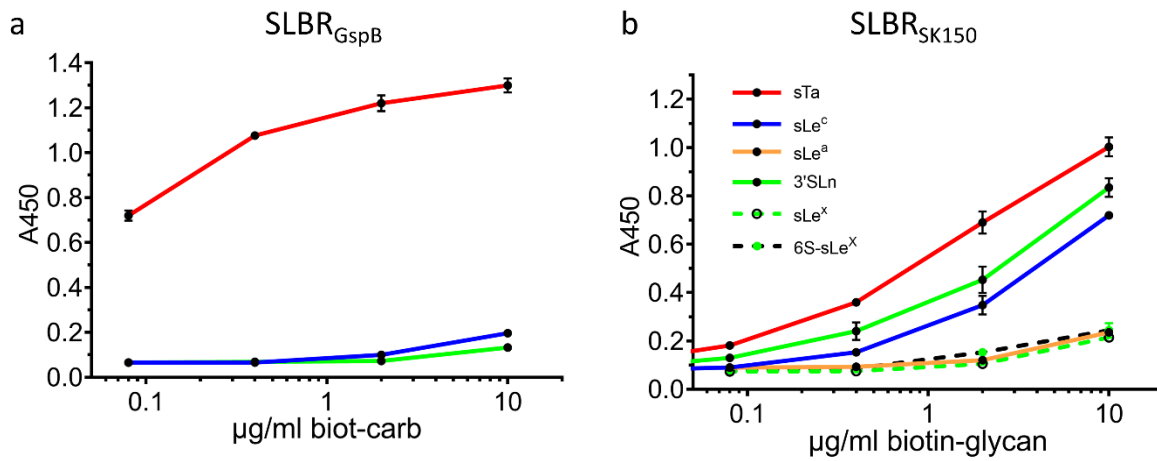 a
SLBRGspB
1.4
1.2
1.0
0.8
0.6
0.4
0.2
0.0
A450
0.1
1
10
µg/ml biot-carb
b
SLBRSK150
1.2
1.0
0.8
0.6
0.4
0.2
0.0
A450
sTa
sLec
sLea
3'SLn
sLex
6S-sLeX
0.1
1
10
µg/ml biotin-glycan